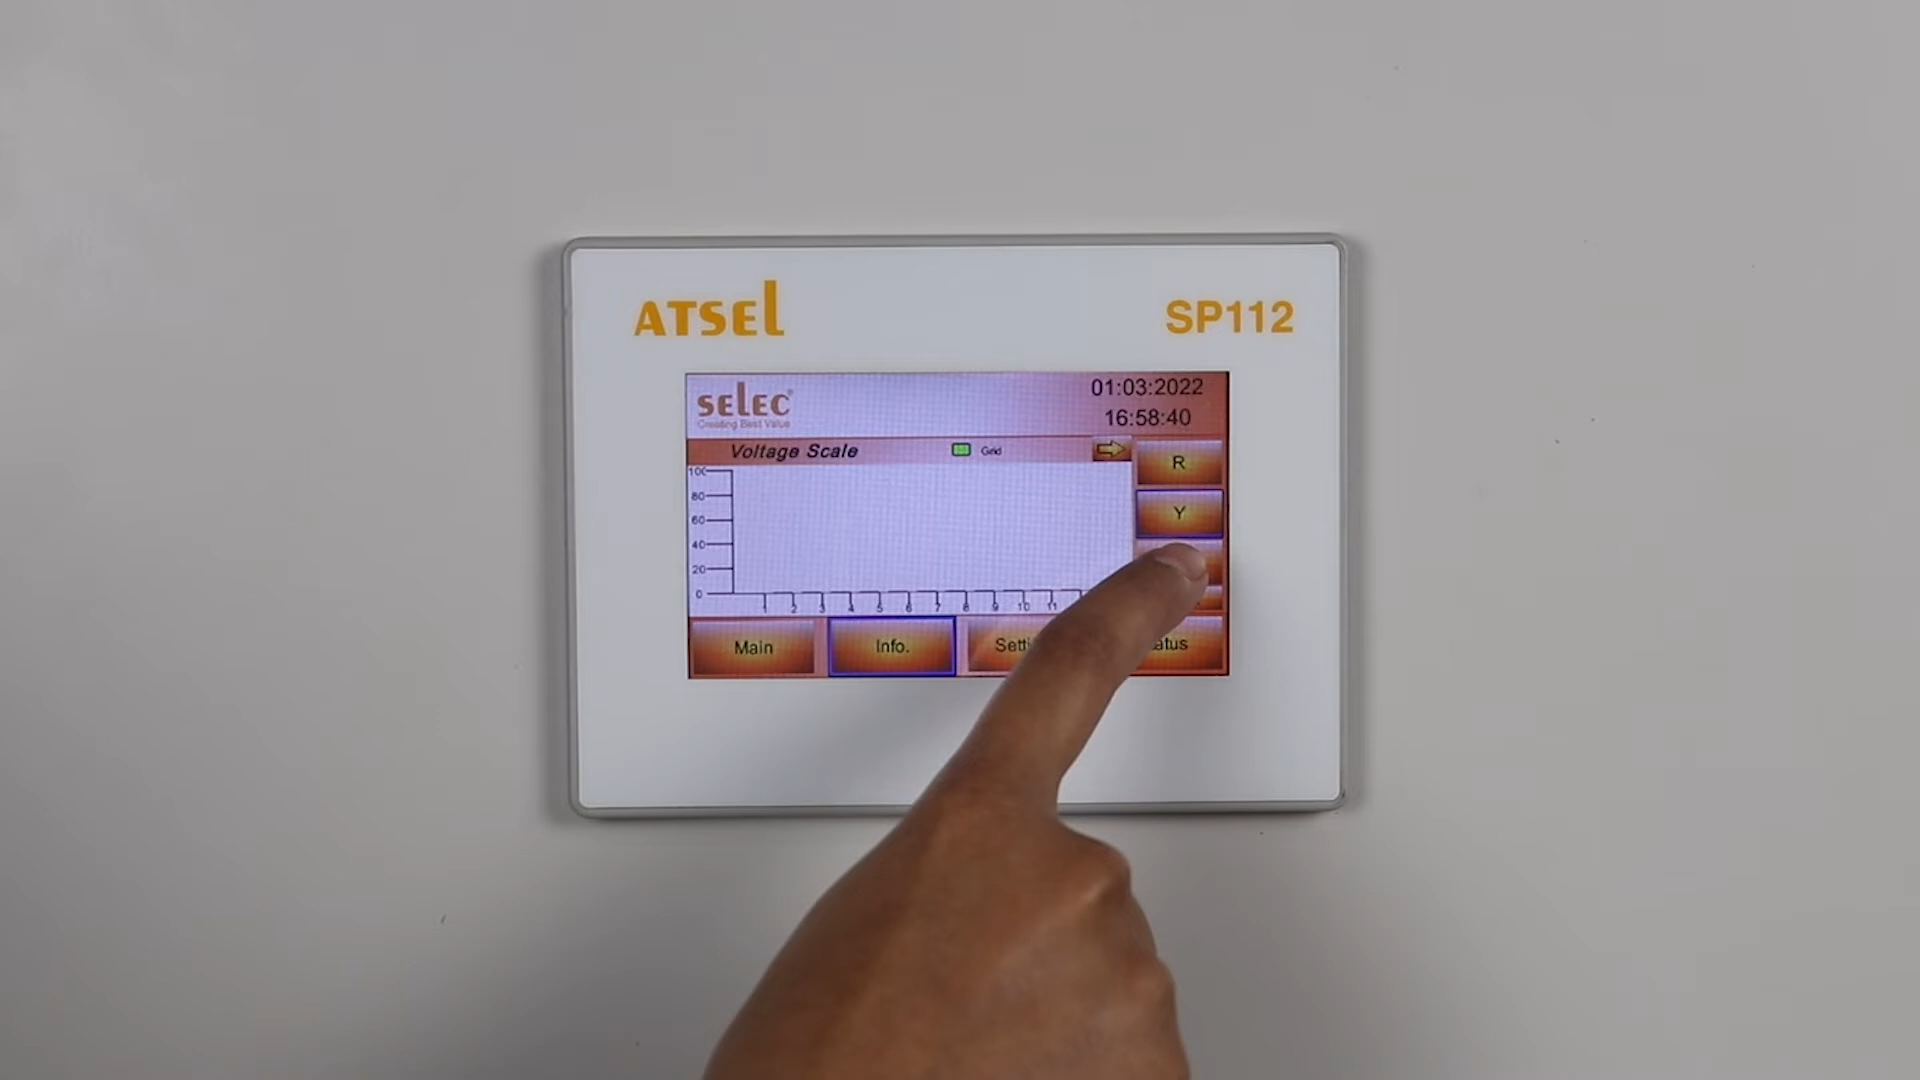 ATSEL
SP112
SELEC®
Creating Best Value
01:03:2022
16:58:40
Voltage Scale
Grid
R
100
80
Y
60
40
20
0
1 2 3 4 5 6 7 8 9 10 11
Main
Info.